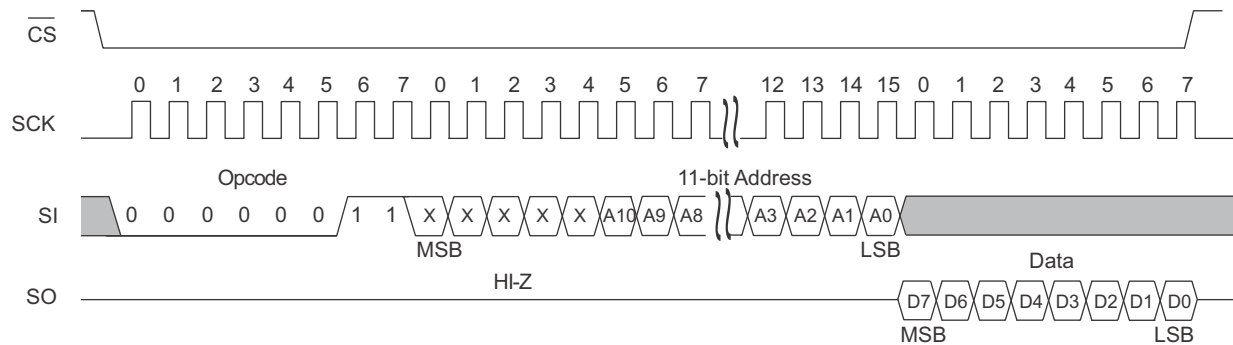 CS
0 1 2 3 4 5 6 7 0 1 2 3 4 5 6 7 12 13 14 15 0 1 2 3 4 5 6 7
SCK
Opcode 11-bit Address
SI 0 0 0 0 0 0 1 1 X X X X X A10 A9 A8 A3 A2 A1 A0
MSB LSB
HI-Z Data
SO D7 D6 D5 D4 D3 D2 D1 D0
MSB LSB